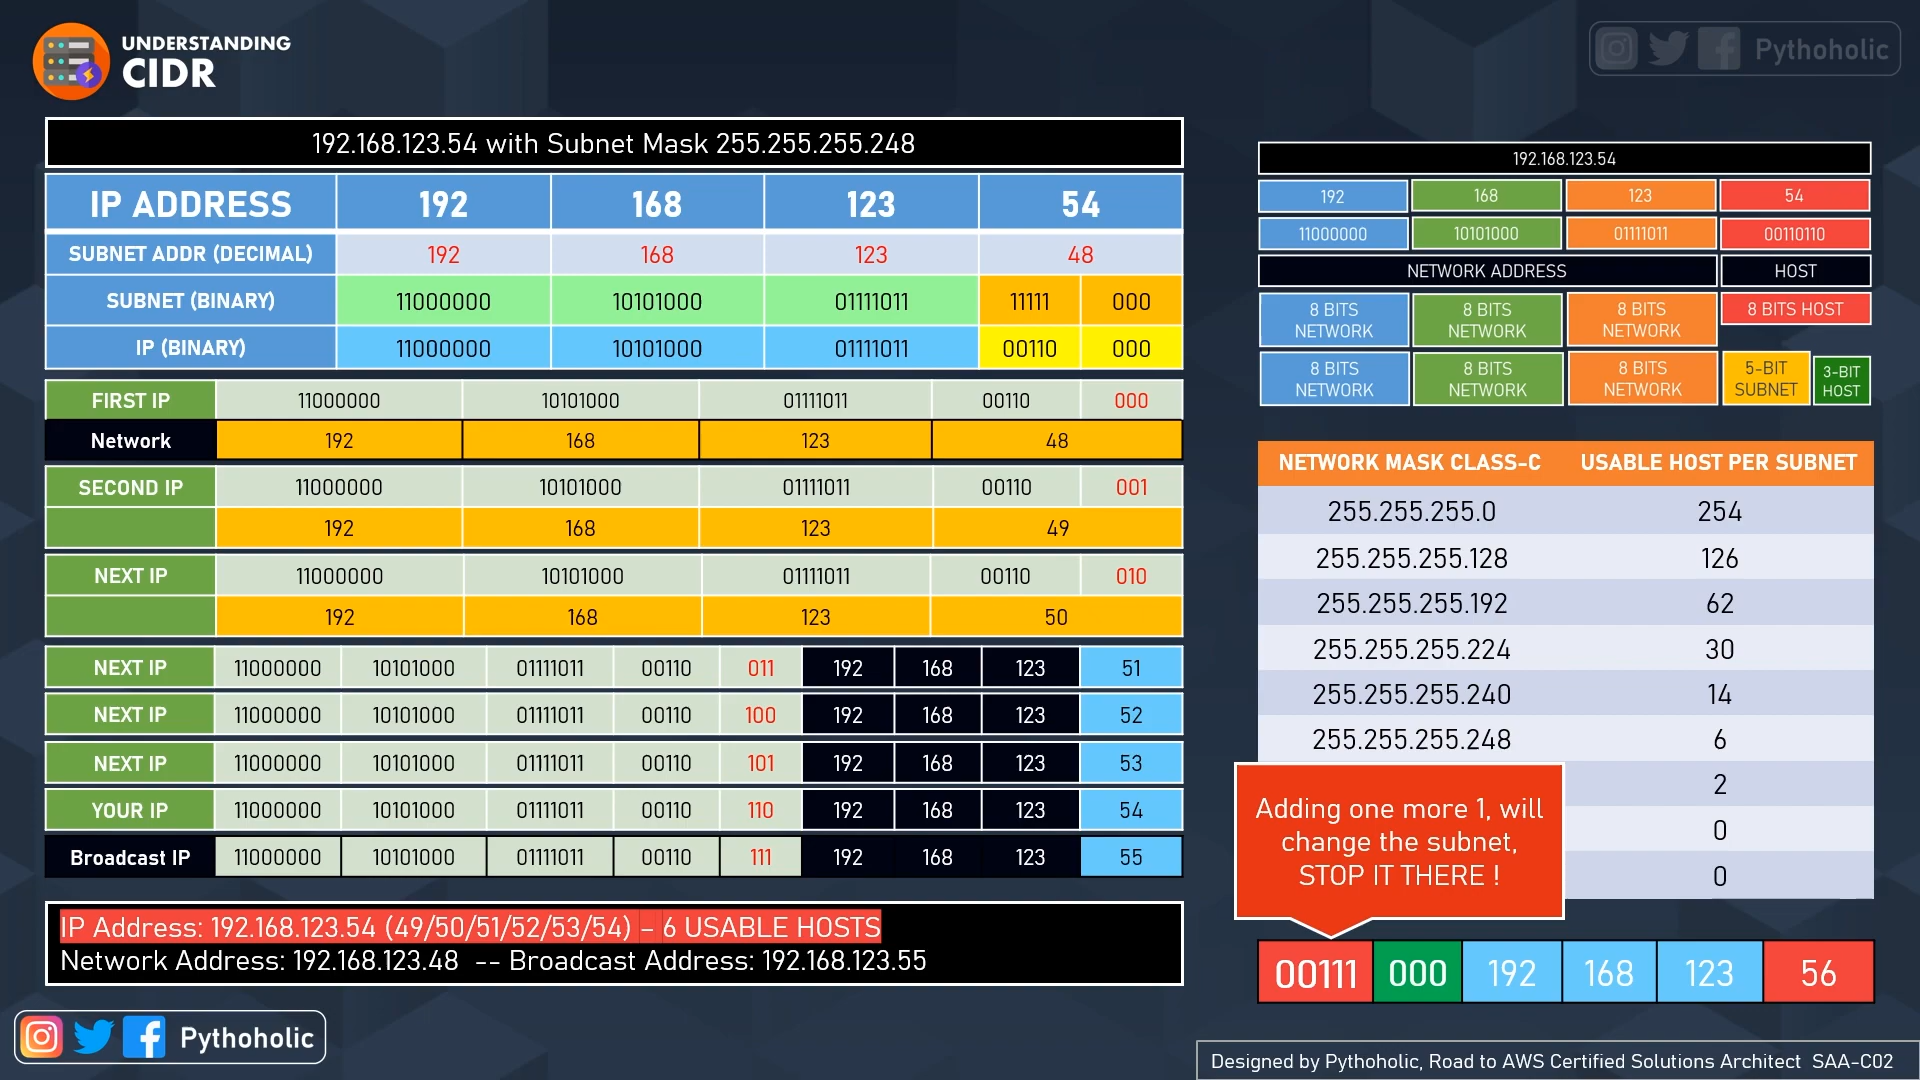 UNDERSTANDING
CIDR
Pythoholic
192.168.123.54 with Subnet Mask 255.255.255.248
IP ADDRESS 192 168 123 54
SUBNET ADDR (DECIMAL) 192 168 123 48
SUBNET (BINARY) 11000000 10101000 01111011 11111 000
IP (BINARY) 11000000 10101000 01111011 00110 000
FIRST IP 11000000 10101000 01111011 00110 000
Network 192 168 123 48
SECOND IP 11000000 10101000 01111011 00110 001
192 168 123 49
NEXT IP 11000000 10101000 01111011 00110 010
192 168 123 50
NEXT IP 11000000 10101000 01111011 00110 011 192 168 123 51
NEXT IP 11000000 10101000 01111011 00110 100 192 168 123 52
NEXT IP 11000000 10101000 01111011 00110 101 192 168 123 53
YOUR IP 11000000 10101000 01111011 00110 110 192 168 123 54
Broadcast IP 11000000 10101000 01111011 00110 111 192 168 123 55
IP Address: 192.168.123.54 (49/50/51/52/53/54) – 6 USABLE HOSTS
Network Address: 192.168.123.48 -- Broadcast Address: 192.168.123.55
Pythoholic
192.168.123.54
192 168 123 54
11000000 10101000 01111011 00110110
NETWORK ADDRESS HOST
8 BITS NETWORK 8 BITS NETWORK 8 BITS NETWORK 8 BITS HOST
8 BITS NETWORK 8 BITS NETWORK 8 BITS NETWORK 5-BIT SUBNET 3-BIT HOST
NETWORK MASK CLASS-C USABLE HOST PER SUBNET
255.255.255.0 254
255.255.255.128 126
255.255.255.192 62
255.255.255.224 30
255.255.255.240 14
255.255.255.248 6
2
0
0
Adding one more 1, will
change the subnet,
STOP IT THERE !
00111 000 192 168 123 56
Designed by Pythoholic, Road to AWS Certified Solutions Architect SAA-C02